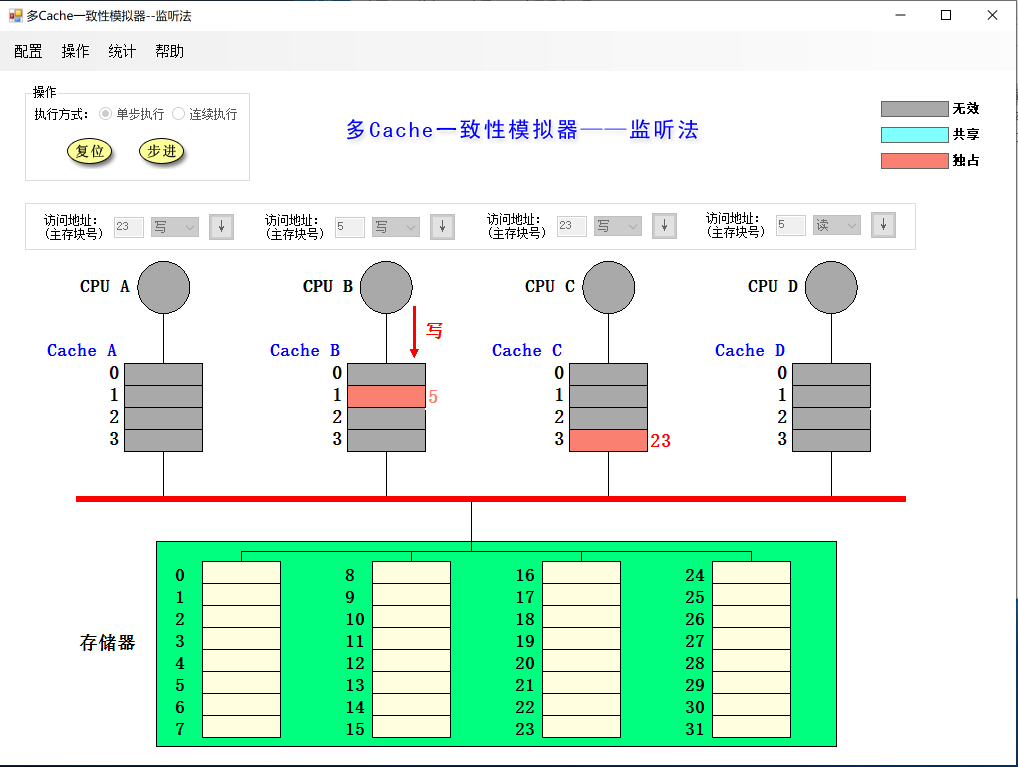 多Cache一致性模拟器--监听法
配置 操作 统计 帮助
操作
执行方式: 单步执行 连续执行
复位 步进
多Cache一致性模拟器——监听法
无效
共享
独占
访问地址:
(主存块号)
23 写 ↓
访问地址:
(主存块号)
5 写 ↓
访问地址:
(主存块号)
23 写 ↓
访问地址:
(主存块号)
5 读 ↓
CPU A
CPU B
CPU C
CPU D
写
Cache A
0
1
2
3
Cache B
0
1 5
2
3
Cache C
0
1
2
3 23
Cache D
0
1
2
3
存储器
0 8 16 24
1 9 17 25
2 10 18 26
3 11 19 27
4 12 20 28
5 13 21 29
6 14 22 30
7 15 23 31